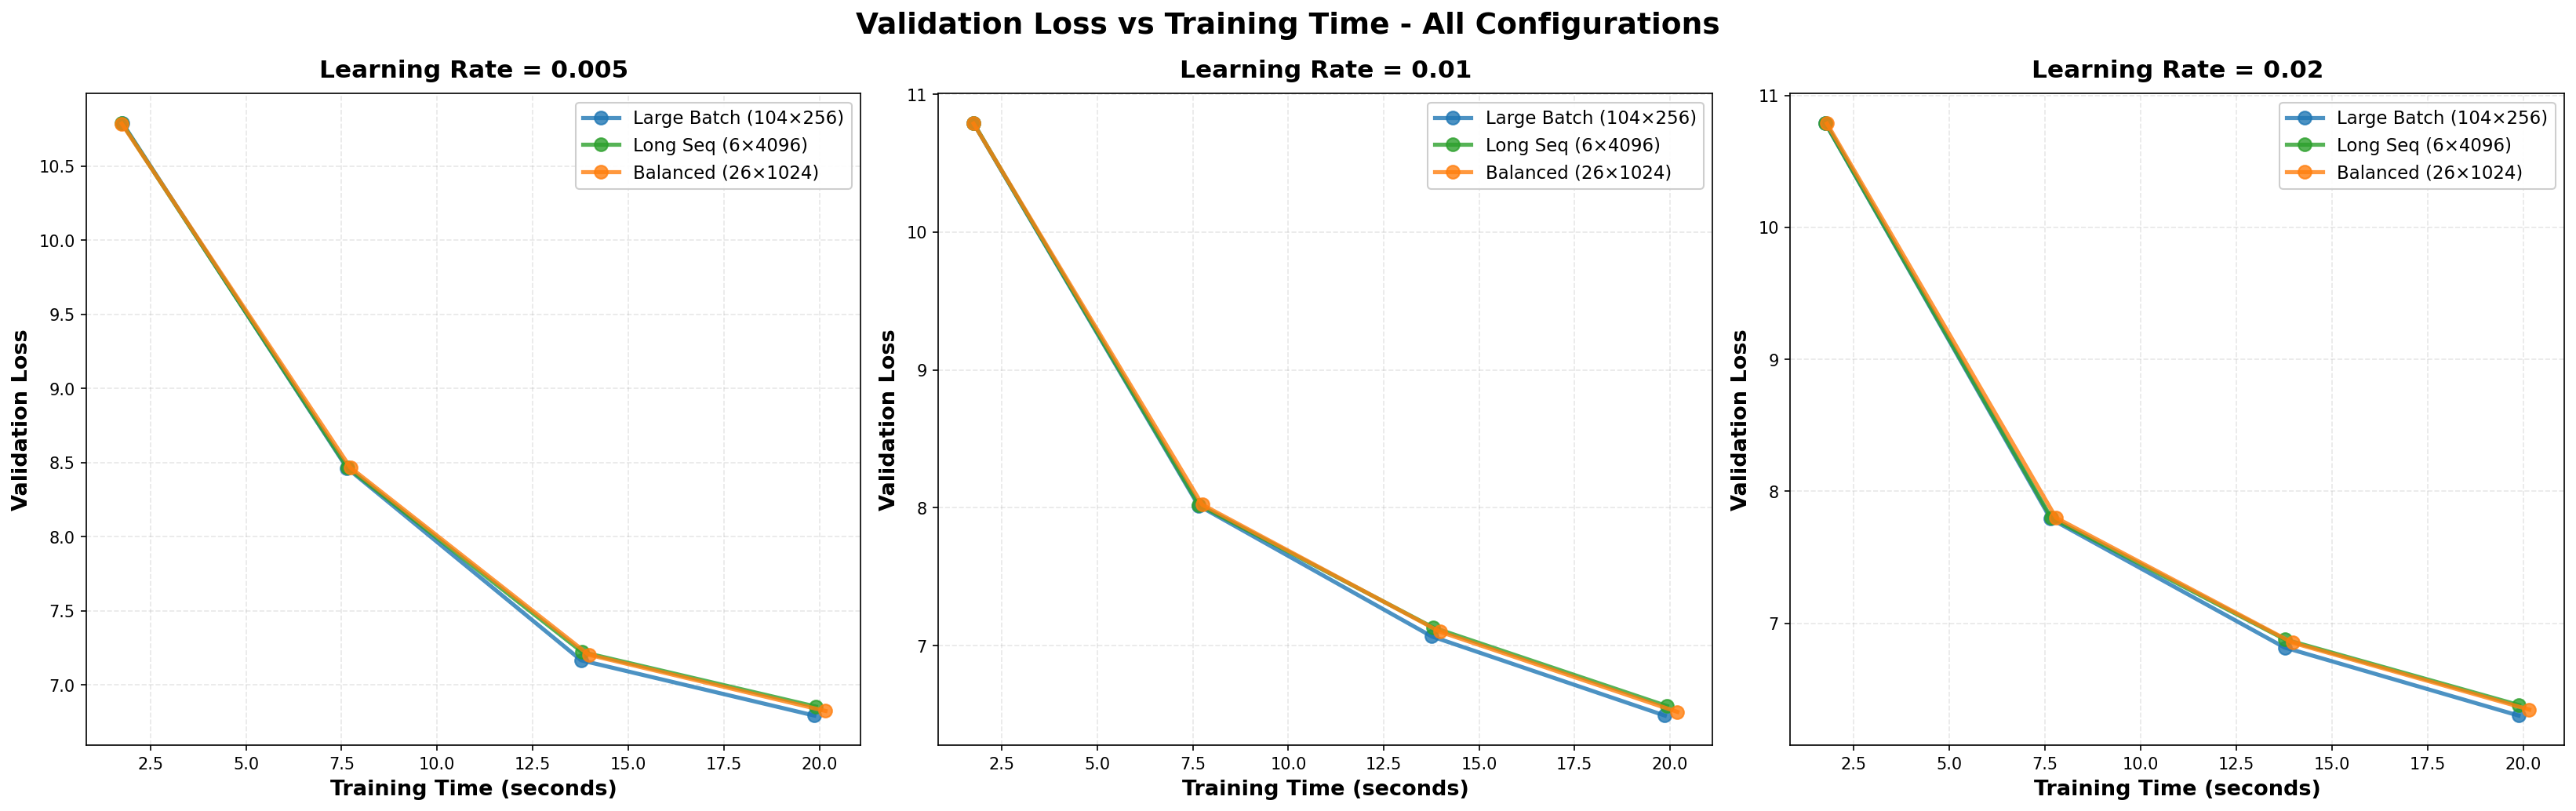 Validation Loss vs Training Time - All Configurations
Learning Rate = 0.005
Validation Loss
10.5
10.0
9.5
9.0
8.5
8.0
7.5
7.0
Large Batch (104×256)
Long Seq (6×4096)
Balanced (26×1024)
2.5 5.0 7.5 10.0 12.5 15.0 17.5 20.0
Training Time (seconds)
Learning Rate = 0.01
Validation Loss
11
10
9
8
7
Large Batch (104×256)
Long Seq (6×4096)
Balanced (26×1024)
2.5 5.0 7.5 10.0 12.5 15.0 17.5 20.0
Training Time (seconds)
Learning Rate = 0.02
Validation Loss
11
10
9
8
7
Large Batch (104×256)
Long Seq (6×4096)
Balanced (26×1024)
2.5 5.0 7.5 10.0 12.5 15.0 17.5 20.0
Training Time (seconds)